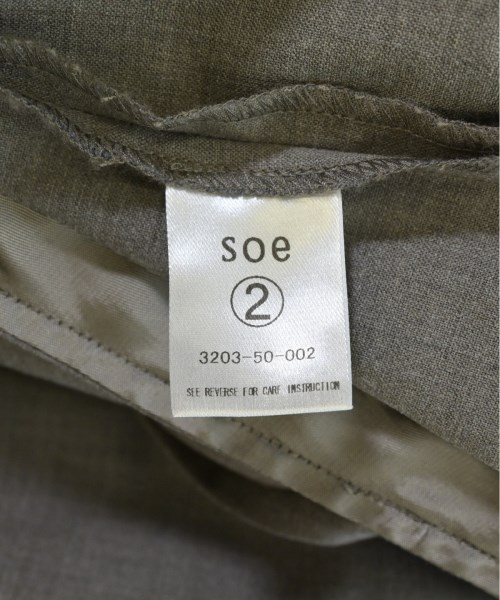 soe
②
3203-50-002
SEE REVERSE FOR CARE INSTRUCTION